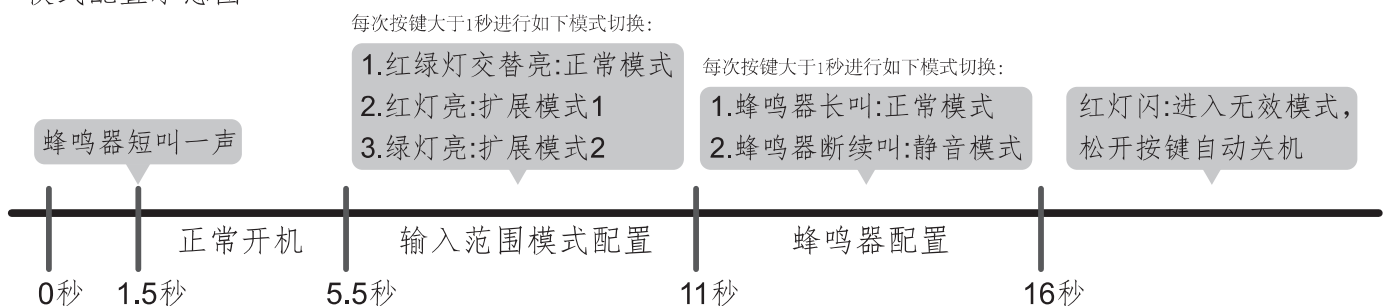 模式配置示意图
每次按键大于1秒进行如下模式切换:
1.红绿灯交替亮:正常模式
2.红灯亮:扩展模式1
3.绿灯亮:扩展模式2
每次按键大于1秒进行如下模式切换:
1.蜂鸣器长叫:正常模式
2.蜂鸣器断续叫:静音模式
红灯闪:进入无效模式,
松开按键自动关机
蜂鸣器短叫一声
正常开机
输入范围模式配置
蜂鸣器配置
0秒
1.5秒
5.5秒
11秒
16秒